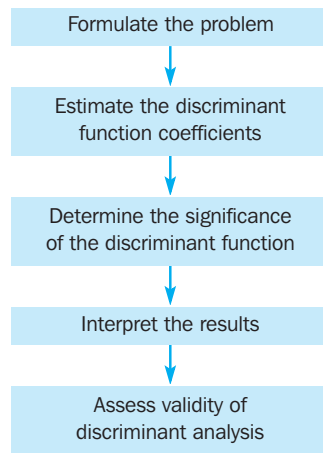 Formulate the problem
Estimate the discriminant
function coefficients
Determine the significance
of the discriminant function
Interpret the results
Assess validity of
discriminant analysis